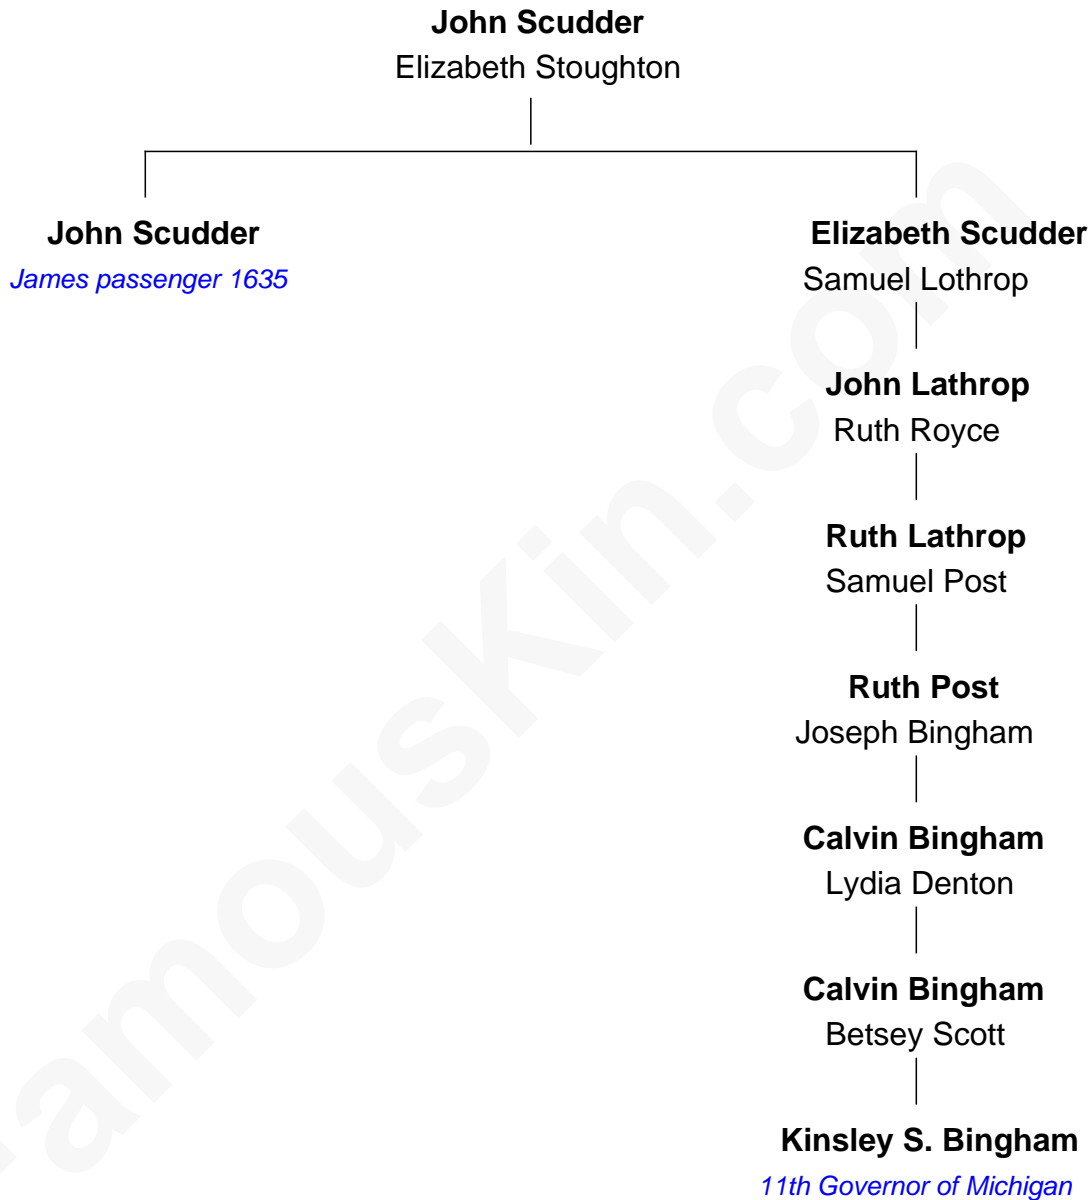 John Scudder
Elizabeth Stoughton
John Scudder
James passenger 1635
Elizabeth Scudder
Samuel Lothrop
John Lathrop
Ruth Royce
Ruth Lathrop
Samuel Post
Ruth Post
Joseph Bingham
Calvin Bingham
Lydia Denton
Calvin Bingham
Betsey Scott
Kinsley S. Bingham
11th Governor of Michigan
FamousKin.com